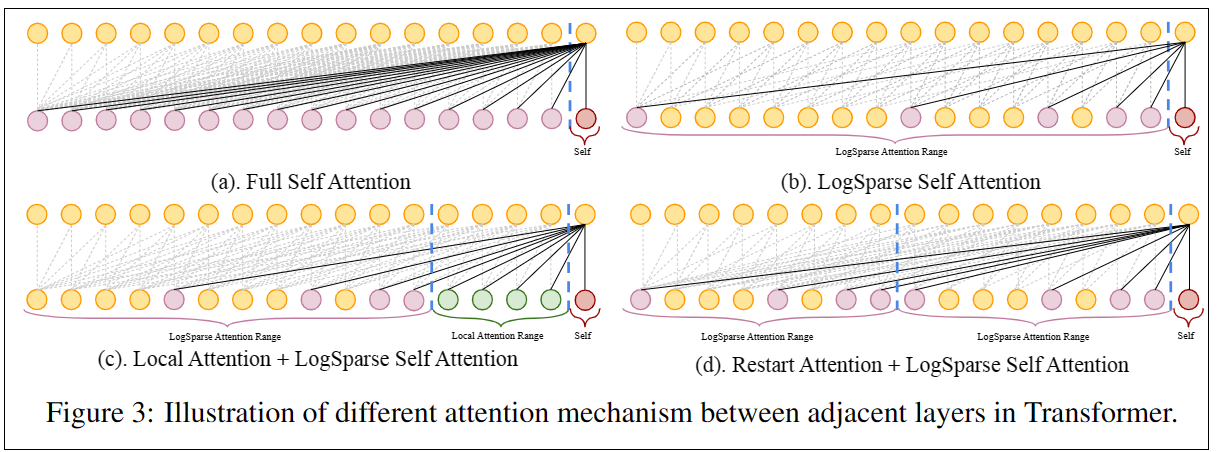 Self
(a). Full Self Attention
LogSparse Attention Range
Self
(b). LogSparse Self Attention
LogSparse Attention Range
Local Attention Range
Self
(c). Local Attention + LogSparse Self Attention
LogSparse Attention Range
LogSparse Attention Range
Self
(d). Restart Attention + LogSparse Self Attention
Figure 3: Illustration of different attention mechanism between adjacent layers in Transformer.